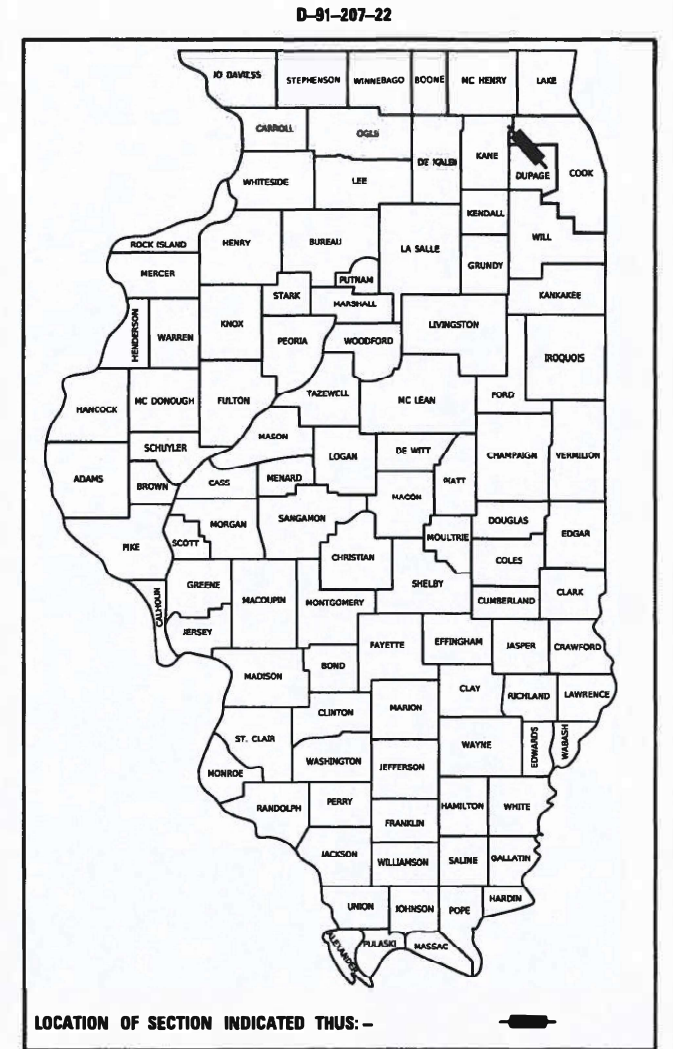 D-91-207-22
JO DAVIESS STEPHENSON WINNEBAGO BOONE MC HENRY LAKE
CARROLL OGLE DE KALB KANE COOK
WHITESIDE LEE DUPAGE
KENDALL
ROCK ISLAND HENRY BUREAU LA SALLE WILL
MERCER PUTNAM GRUNDY
STARK MARSHALL KANKAKEE
HENDERSON WARREN KNOX PEORIA WOODFORD LIVINGSTON IROQUOIS
HANCOCK MC DONOUGH FULTON TAZEWELL MC LEAN FORD
MASON
SCHUYLER LOGAN DE WITT CHAMPAIGN VERMILION
ADAMS BROWN CASS MENARD PIATT
MACON
MORGAN SANGAMON DOUGLAS
PIKE SCOTT CHRISTIAN MOULTRIE EDGAR
COLES
CALHOUN GREENE MACOUPIN MONTGOMERY SHELBY CUMBERLAND CLARK
JERSEY FAYETTE EFFINGHAM JASPER CRAWFORD
MADISON BOND
CLAY RICHLAND LAWRENCE
CLINTON MARION
ST. CLAIR WAYNE EDWARDS WABASH
WASHINGTON JEFFERSON
MONROE
RANDOLPH PERRY HAMILTON WHITE
FRANKLIN
JACKSON WILLIAMSON SALINE GALLATIN
UNION JOHNSON POPE HARDIN
ALEXANDER PULASKI MASSAC
LOCATION OF SECTION INDICATED THUS: –